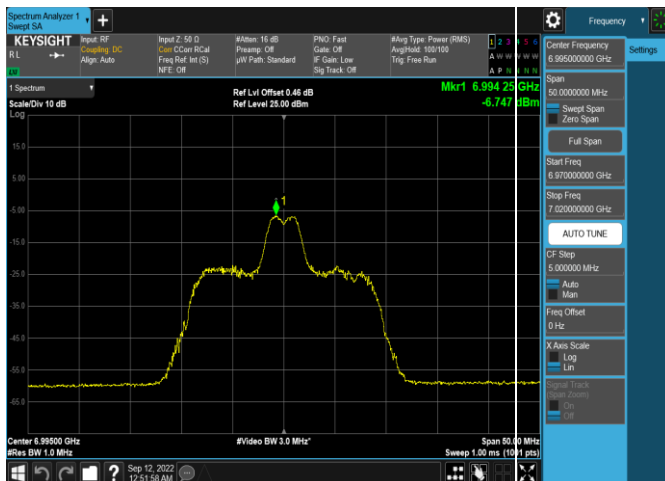 Spectrum Analyzer 1
Swept SA
KEYSIGHT
RL
Input: RF
Coupling: DC
Align: Auto
Input Z: 50 Ω
Corr CCorr RCal
Freq Ref: Int (S)
NFE: Off
#Atten: 16 dB
Preamp: Off
µW Path: Standard
PNO: Fast
Gate: Off
IF Gain: Low
Sig Track: Off
#Avg Type: Power (RMS)
Avg|Hold: 100/100
Trig: Free Run
1 Spectrum
Scale/Div 10 dB
Log
Ref Lvl Offset 0.46 dB
Ref Level 25.00 dBm
Mkr1 6.994 25 GHz
-6.747 dBm
15.0
5.00
-5.00
-15.0
-25.0
-35.0
-45.0
-55.0
-65.0
1
Center 6.99500 GHz
#Res BW 1.0 MHz
#Video BW 3.0 MHz*
Span 50.00 MHz
Sweep 1.00 ms (1001 pts)
Sep 12, 2022
12:51:58 AM
Frequency
Settings
Center Frequency
6.995000000 GHz
Span
50.0000000 MHz
Swept Span
Zero Span
Full Span
Start Freq
6.970000000 GHz
Stop Freq
7.020000000 GHz
AUTO TUNE
CF Step
5.000000 MHz
Auto
Man
Freq Offset
0 Hz
X Axis Scale
Log
Lin
Signal Track
(Span Zoom)
On
Off